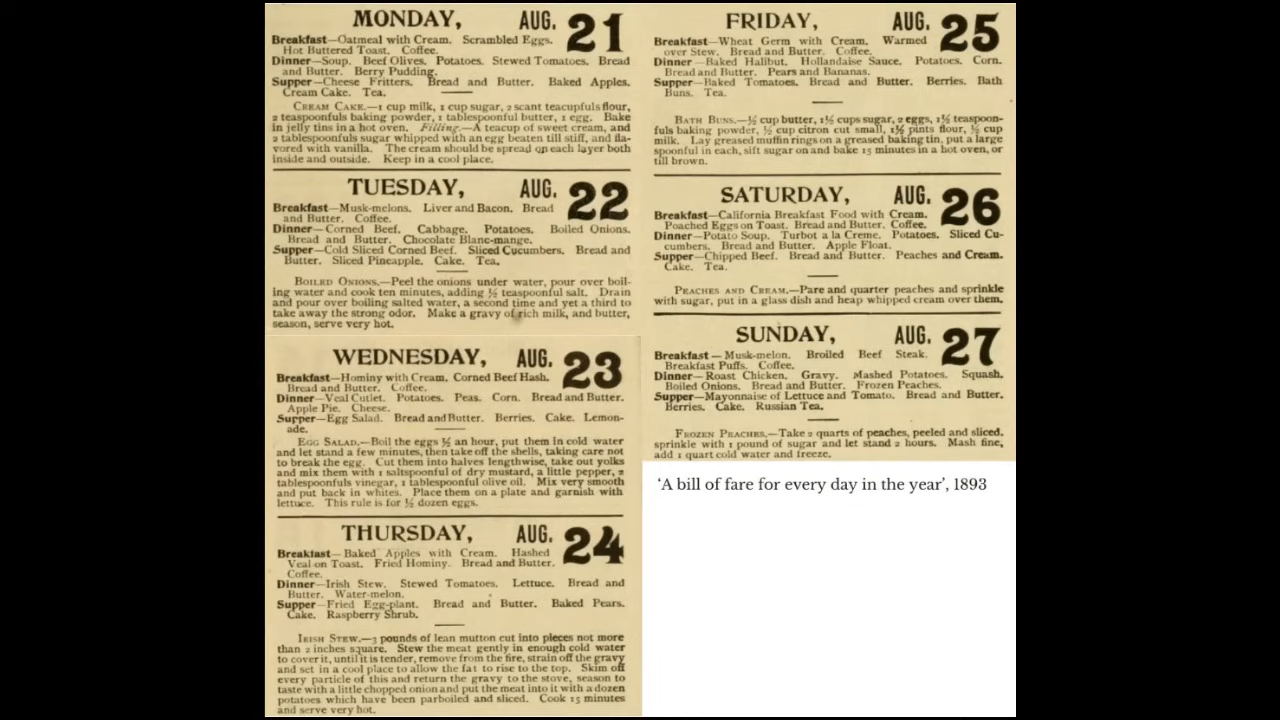 MONDAY, AUG. 21
Breakfast—Oatmeal with Cream. Scrambled Eggs.
Hot Buttered Toast. Coffee.
Dinner—Soup. Beef Olives. Potatoes. Stewed Tomatoes. Bread
and Butter. Berry Pudding.
Supper—Cheese Fritters. Bread and Butter. Baked Apples.
Cream Cake. Tea.
CREAM CAKE.—1 cup milk, 1 cup sugar, 2 scant teacupfuls flour,
2 teaspoonfuls baking powder, 1 tablespoonful butter, 1 egg. Bake
in jelly tins in a hot oven. Filling.—A teacup of sweet cream, and
2 tablespoonfuls sugar whipped with an egg beaten till stiff, and fla-
vored with vanilla. The cream should be spread on each layer both
inside and outside. Keep in a cool place.
TUESDAY, AUG. 22
Breakfast—Musk-melons. Liver and Bacon. Bread
and Butter. Coffee.
Dinner—Corned Beef. Cabbage. Potatoes. Boiled Onions.
Bread and Butter. Chocolate Blanc-mange.
Supper—Cold Sliced Corned Beef. Sliced Cucumbers. Bread and
Butter. Sliced Pineapple. Cake. Tea.
BOILED ONIONS.—Peel the onions under water, pour over boil-
ing water and cook ten minutes, adding ½ teaspoonful salt. Drain
and pour over boiling salted water, a second time and yet a third to
take away the strong odor. Make a gravy of rich milk, and butter,
season, serve very hot.
WEDNESDAY, AUG. 23
Breakfast—Hominy with Cream. Corned Beef Hash.
Bread and Butter. Coffee.
Dinner—Veal Cutlet. Potatoes. Peas. Corn. Bread and Butter.
Apple Pie. Cheese.
Supper—Egg Salad. Bread and Butter. Berries. Cake. Lemon-
ade.
EGG SALAD.—Boil the eggs ½ an hour, put them in cold water
and let stand a few minutes, then take off the shells, taking care not
to break the egg. Cut them into halves lengthwise, take out yolks
and mix them with 1 saltspoonful of dry mustard, a little pepper, 2
tablespoonfuls vinegar, 1 tablespoonful olive oil. Mix very smooth
and put back in whites. Place them on a plate and garnish with
lettuce. This rule is for ½ dozen eggs.
THURSDAY, AUG. 24
Breakfast—Baked Apples with Cream. Hashed
Veal on Toast. Fried Hominy. Bread and Butter.
Coffee.
Dinner—Irish Stew. Stewed Tomatoes. Lettuce. Bread and
Butter. Water-melon.
Supper—Fried Egg-plant. Bread and Butter. Baked Pears.
Cake. Raspberry Shrub.
IRISH STEW.—3 pounds of lean mutton cut into pieces not more
than 2 inches square. Stew the meat gently in enough cold water
to cover it, until it is tender, remove from the fire, strain off the gravy
and set in a cool place to allow the fat to rise to the top. Skim off
every particle of this and return the gravy to the stove, season to
taste with a little chopped onion and put the meat into it with a dozen
potatoes which have been parboiled and sliced. Cook 15 minutes
and serve very hot.
FRIDAY, AUG. 25
Breakfast—Wheat Germ with Cream. Warmed
over Stew. Bread and Butter. Coffee.
Dinner—Baked Halibut. Hollandaise Sauce. Potatoes. Corn.
Bread and Butter. Pears and Bananas.
Supper—Baked Tomatoes. Bread and Butter. Berries. Bath
Buns. Tea.
BATH BUNS.—½ cup butter, 1½ cups sugar, 2 eggs, 1½ teaspoon-
fuls baking powder, ½ cup citron cut small, 1½ pints flour, ½ cup
milk. Lay greased muffin rings on a greased baking tin, put a large
spoonful in each, sift sugar on and bake 15 minutes in a hot oven, or
till brown.
SATURDAY, AUG. 26
Breakfast—California Breakfast Food with Cream.
Poached Eggs on Toast. Bread and Butter. Coffee.
Dinner—Potato Soup. Turbot a la Creme. Potatoes. Sliced Cu-
cumbers. Bread and Butter. Apple Float.
Supper—Chipped Beef. Bread and Butter. Peaches and Cream.
Cake. Tea.
PEACHES AND CREAM.—Pare and quarter peaches and sprinkle
with sugar, put in a glass dish and heap whipped cream over them.
SUNDAY, AUG. 27
Breakfast—Musk-melon. Broiled Beef Steak.
Breakfast Puffs. Coffee.
Dinner—Roast Chicken. Gravy. Mashed Potatoes. Squash.
Boiled Onions. Bread and Butter. Frozen Peaches.
Supper—Mayonnaise of Lettuce and Tomato. Bread and Butter.
Berries. Cake. Russian Tea.
FROZEN PEACHES.—Take 2 quarts of peaches, peeled and sliced,
sprinkle with 1 pound of sugar and let stand 2 hours. Mash fine,
add 1 quart cold water and freeze.
‘A bill of fare for every day in the year’, 1893